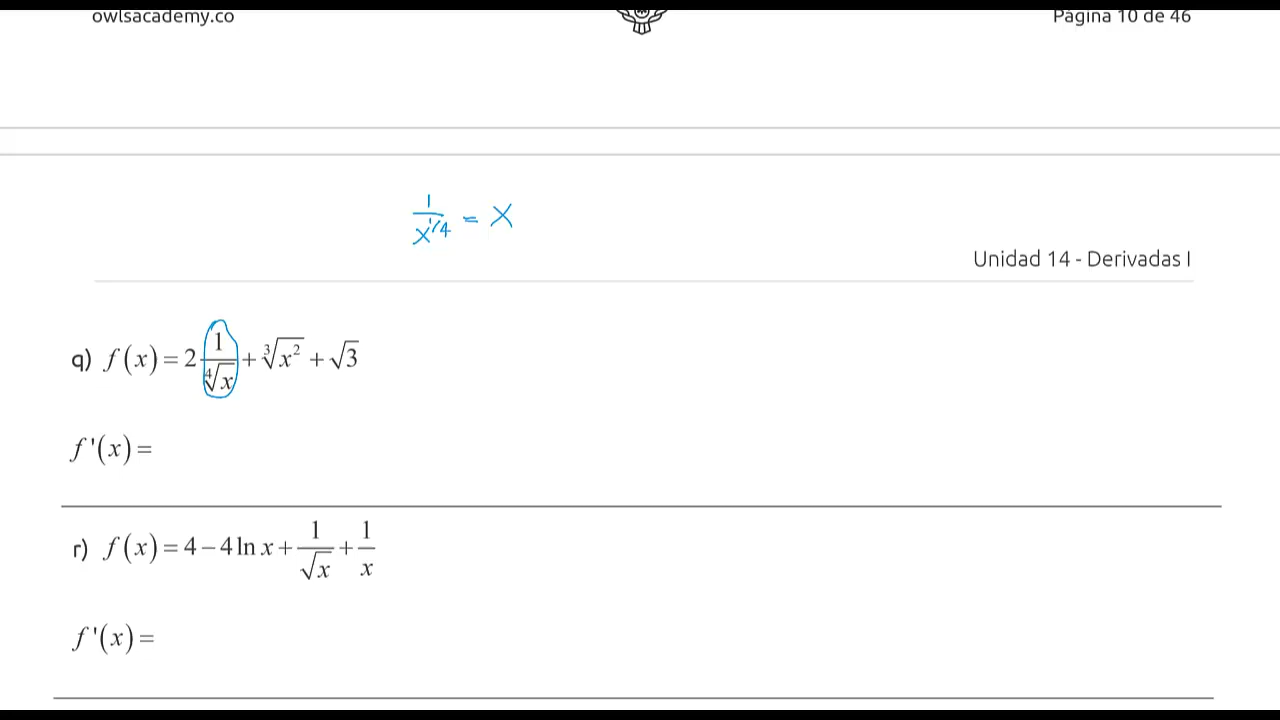 owlsacademy.co Página 10 de 46
1/x^1/4 = x
Unidad 14 - Derivadas I
q) f(x) = 2 1/∜x + ∛x² + √3
f'(x) =
r) f(x) = 4 − 4 ln x + 1/√x + 1/x
f'(x) =